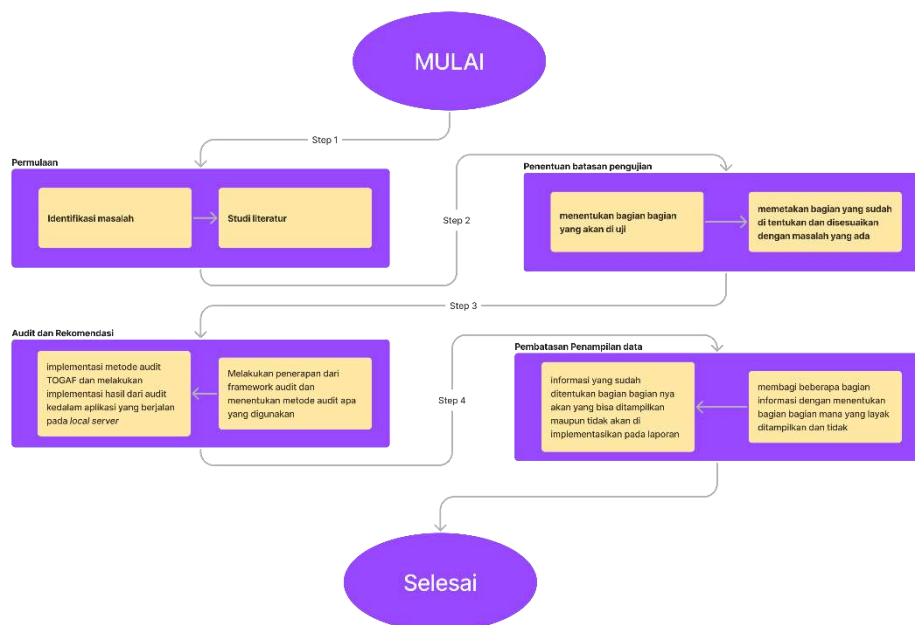 MULAI
Step 1
Permulaan
Identifikasi masalah
Studi literatur
Step 2
Penentuan batasan pengujian
menentukan bagian bagian
yang akan di uji
memetakan bagian yang sudah
di tentukan dan disesuaikan
dengan masalah yang ada
Step 3
Audit dan Rekomendasi
implementasi metode audit
TOGAF dan melakukan
implementasi hasil dari audit
kedalam aplikasi yang berjalan
pada local server
Melakukan penerapan dari
framework audit dan
menentukan metode audit apa
yang digunakan
Step 4
Pembatasan Penampilan data
informasi yang sudah
ditentukan bagian bagian nya
akan yang bisa ditampilkan
maupun tidak akan di
implementasikan pada laporan
membagi beberapa bagian
informasi dengan menentukan
bagian bagian mana yang layak
ditampilkan dan tidak
Selesai